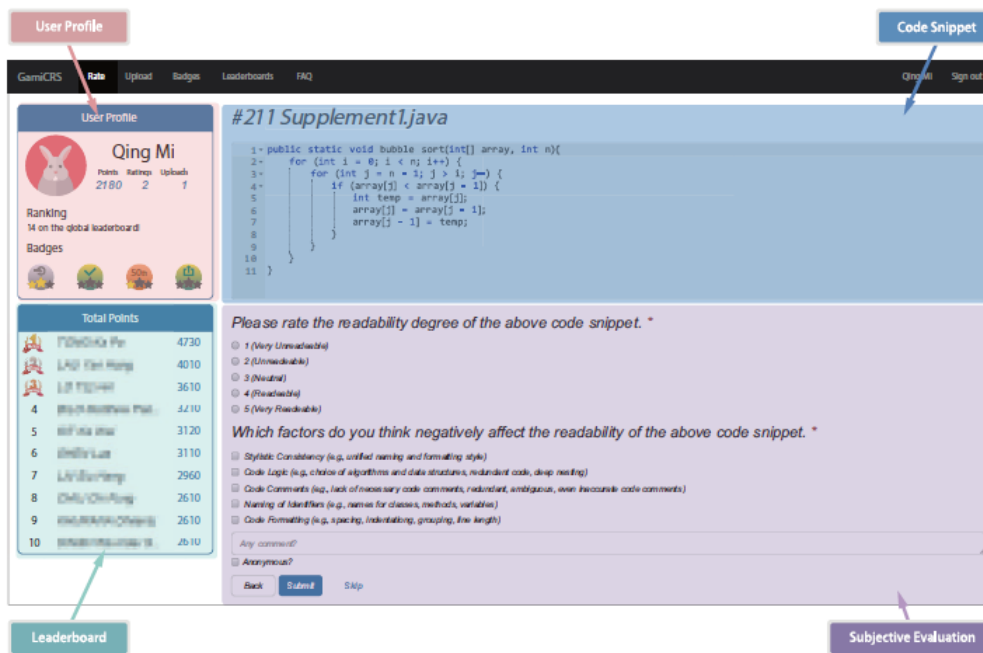 User Profile
Code Snippet
GamiCRS Rate Upload Badges Leaderboards FAQ Qing Mi Sign out
User Profile
Qing Mi
Points Ratings Uploads
2180 2 1
Ranking
14 on the global leaderboard!
Badges
50n
#211 Supplement1.java
1 public static void bubble sort(int[] array, int n){
2 for (int i = 0; i < n; i++) {
3 for (int j = n - 1; j > i; j--) {
4 if (array[j] < array[j - 1]) {
5 int temp = array[j];
6 array[j] = array[j - 1];
7 array[j - 1] = temp;
8 }
9 }
10 }
11 }
Total Points
4730
4010
3610
4 3210
5 3120
6 3110
7 2960
8 2610
9 2610
10 2610
Please rate the readability degree of the above code snippet. *
1 (Very Unreadeable)
2 (Unreadeable)
3 (Neutral)
4 (Readeable)
5 (Very Readeable)
Which factors do you think negatively affect the readability of the above code snippet. *
Stylistic Consistency (e.g., unified naming and formatting style)
Code Logic (e.g., choice of algorithms and data structures, redundant code, deep nesting)
Code Comments (e.g., lack of necessary code comments, redundant, ambiguous, even inaccurate code comments)
Naming of Identifiers (e.g., names for classes, methods, variables)
Code Formatting (e.g., spacing, indentationg, grouping, line length)
Any comment?
Anonymous?
Back Submit Skip
Leaderboard
Subjective Evaluation